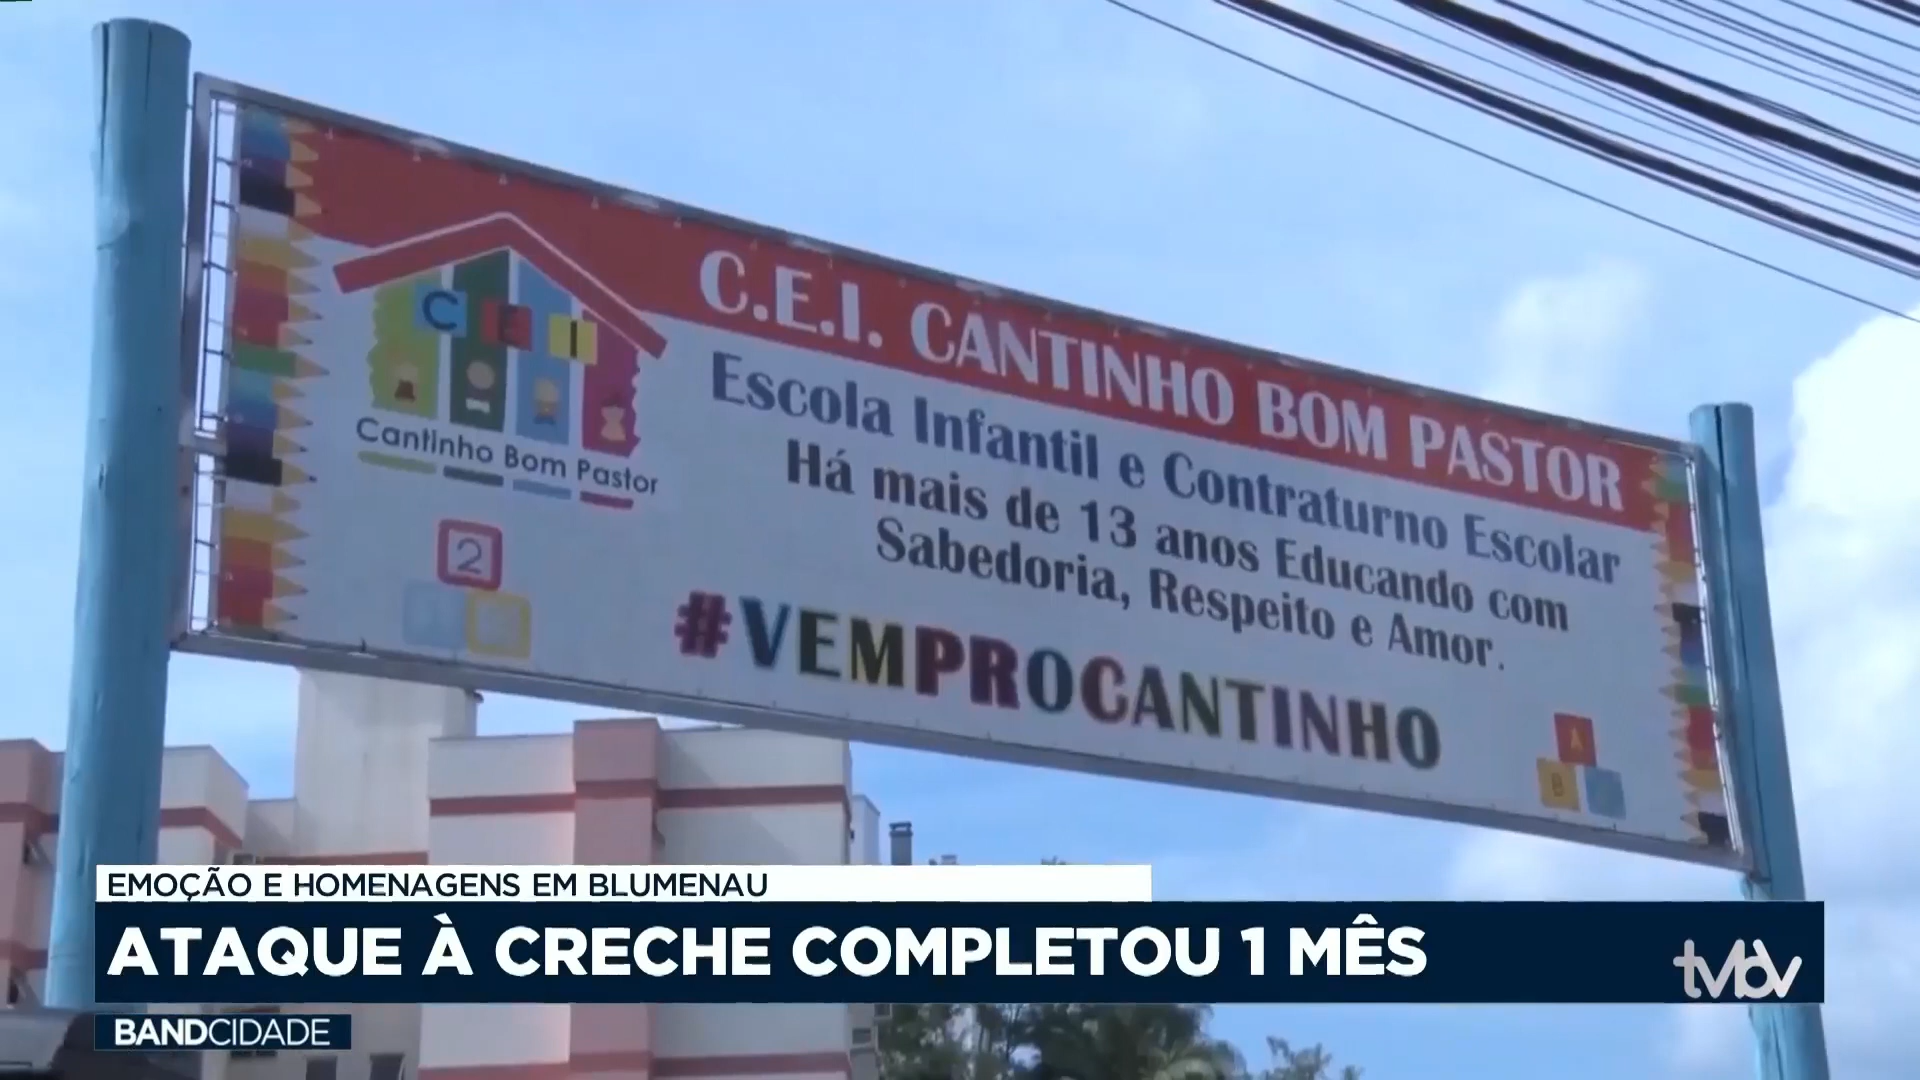 C.E.I. CANTINHO BOM PASTOR
Escola Infantil e Contraturno Escolar
Há mais de 13 anos Educando com
Sabedoria, Respeito e Amor.
#VEMPROCANTINHO
C E I
Cantinho Bom Pastor
2
A
B
EMOÇÃO E HOMENAGENS EM BLUMENAU
ATAQUE À CRECHE COMPLETOU 1 MÊS
tvbv
BANDCIDADE